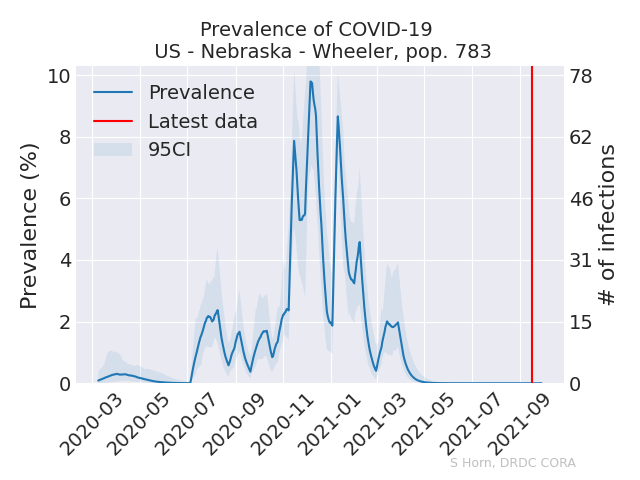 Prevalence of COVID-19
US - Nebraska - Wheeler, pop. 783
Prevalence
Latest data
95CI
Prevalence (%)
10
8
6
4
2
0
78
62
46
31
15
0
# of infections
2020-03
2020-05
2020-07
2020-09
2020-11
2021-01
2021-03
2021-05
2021-07
2021-09
S Horn, DRDC CORA